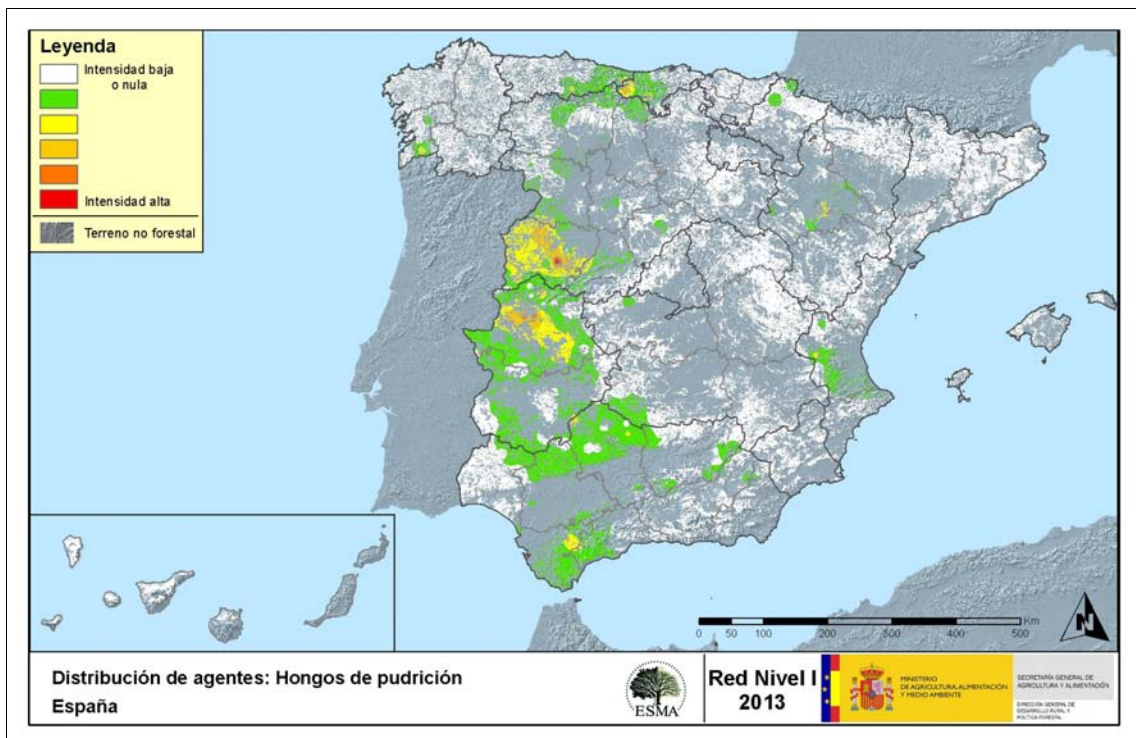 Leyenda
Intensidad baja
o nula
Intensidad alta
Terreno no forestal
Km
0 50 100 200 300 400 500
N
Distribución de agentes: Hongos de pudrición
España
ESMA
Red Nivel I
2013
MINISTERIO
DE AGRICULTURA, ALIMENTACIÓN
Y MEDIO AMBIENTE
SECRETARÍA GENERAL DE
AGRICULTURA Y ALIMENTACIÓN
DIRECCIÓN GENERAL DE
DESARROLLO RURAL Y
POLÍTICA FORESTAL